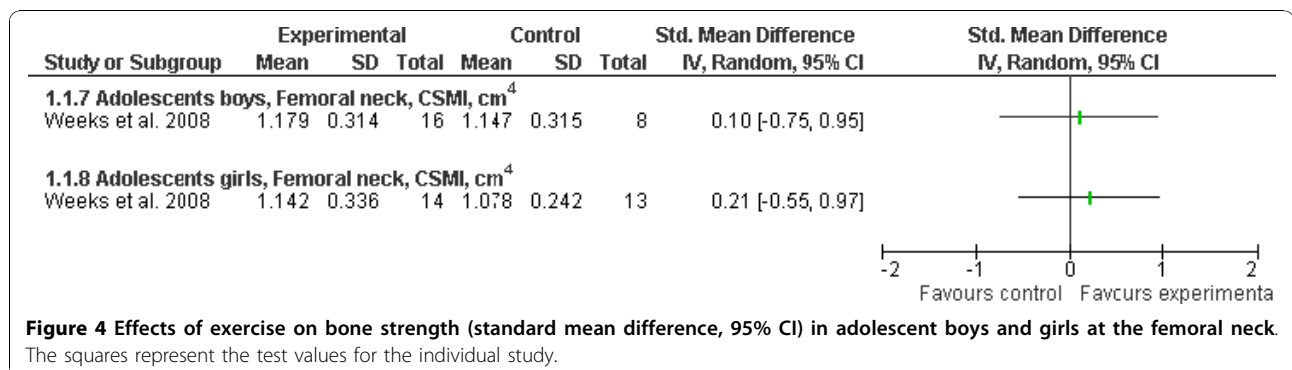 Experimental Control Std. Mean Difference Std. Mean Difference
Study or Subgroup Mean SD Total Mean SD Total IV, Random, 95% CI IV, Random, 95% CI
1.1.7 Adolescents boys, Femoral neck, CSMI, cm⁴
Weeks et al. 2008 1.179 0.314 16 1.147 0.315 8 0.10 [-0.75, 0.95]
1.1.8 Adolescents girls, Femoral neck, CSMI, cm⁴
Weeks et al. 2008 1.142 0.336 14 1.078 0.242 13 0.21 [-0.55, 0.97]
-2 -1 0 1 2
Favours control Favcurs experimenta
Figure 4 Effects of exercise on bone strength (standard mean difference, 95% CI) in adolescent boys and girls at the femoral neck.
The squares represent the test values for the individual study.